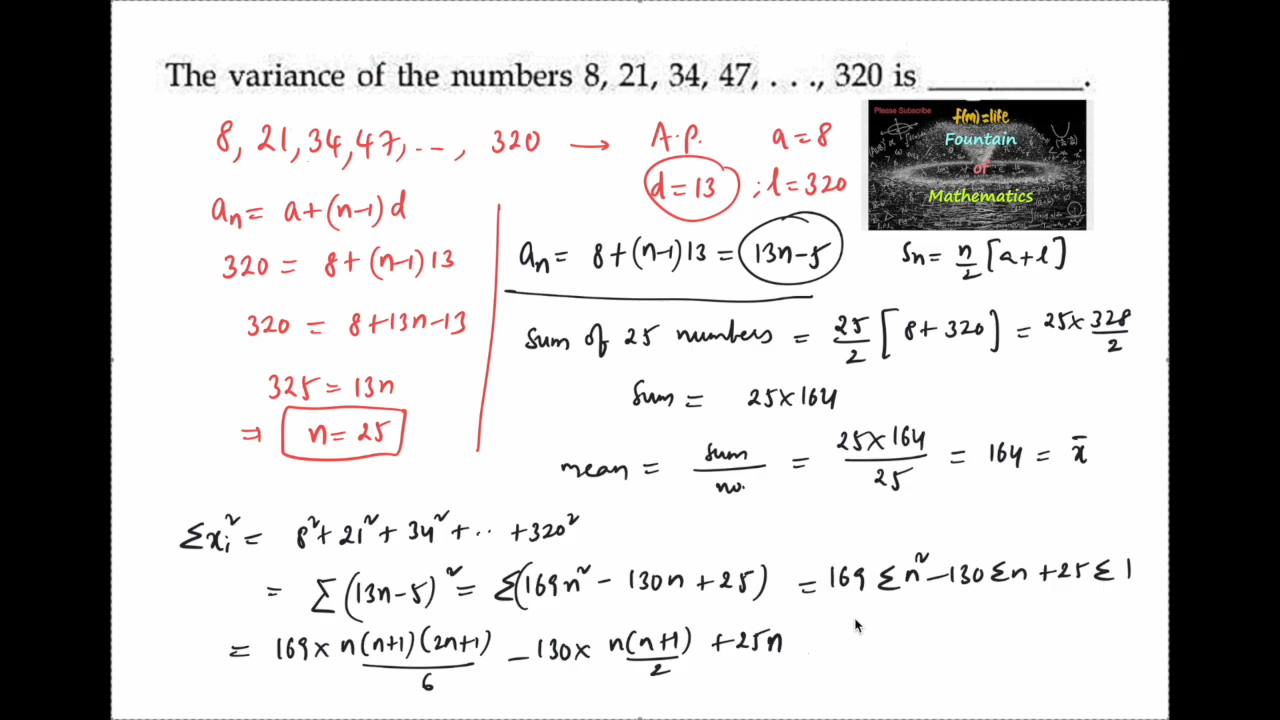 The variance of the numbers 8, 21, 34, 47, . . ., 320 is ________.
8, 21, 34, 47, ..., 320 → A.P. a = 8
d = 13 ; l = 320
Please Subscribe
f(m)=life
Fountain
of
Mathematics
aₙ = a+(n-1)d
320 = 8+(n-1)13
320 = 8+13n-13
325 = 13n
⇒ n = 25
aₙ = 8+(n-1)13 = 13n-5
Sₙ = n/2 [a+l]
Sum of 25 numbers = 25/2 [8+320] = 25×328/2
Sum = 25×164
mean = sum/no. = 25×164/25 = 164 = x̄
Σxᵢ² = 8²+21²+34²+..+320²
= Σ(13n-5)² = Σ(169n² - 130n + 25) = 169 Σn² - 130Σn + 25Σ1
= 169× n(n+1)(2n+1)/6 - 130× n(n+1)/2 + 25n